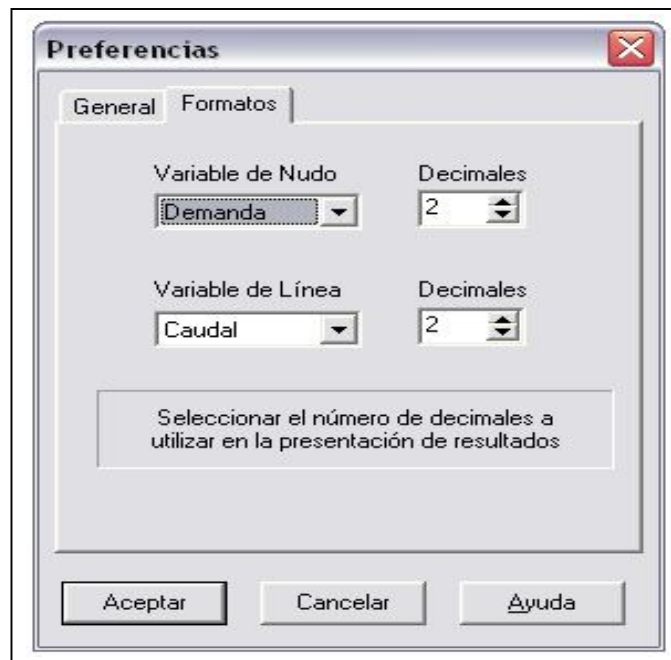 Preferencias
General Formatos
Variable de Nudo Decimales
Demanda 2
Variable de Línea Decimales
Caudal 2
Seleccionar el número de decimales a
utilizar en la presentación de resultados
Aceptar Cancelar Ayuda